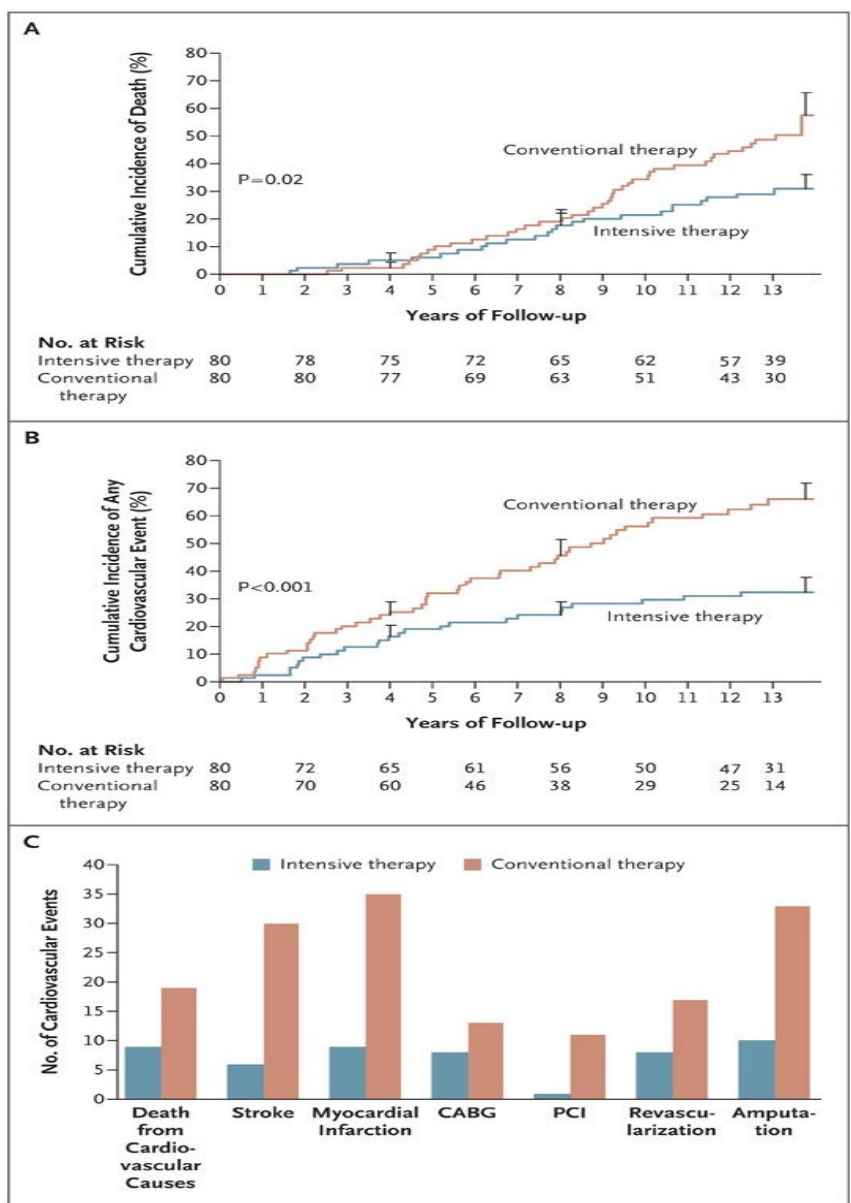 A
Cumulative Incidence of Death (%)
80
70
60
50
40
30
20
10
0
P=0.02
Conventional therapy
Intensive therapy
0 1 2 3 4 5 6 7 8 9 10 11 12 13
Years of Follow-up
No. at Risk
Intensive therapy 80 78 75 72 65 62 57 39
Conventional 80 80 77 69 63 51 43 30
therapy
B
Cumulative Incidence of Any
Cardiovascular Event (%)
80
70
60
50
40
30
20
10
0
P<0.001
Conventional therapy
Intensive therapy
0 1 2 3 4 5 6 7 8 9 10 11 12 13
Years of Follow-up
No. at Risk
Intensive therapy 80 72 65 61 56 50 47 31
Conventional 80 70 60 46 38 29 25 14
therapy
C
Intensive therapy Conventional therapy
No. of Cardiovascular Events
40
35
30
25
20
15
10
5
0
Death
from
Cardio-
vascular
Causes
Stroke
Myocardial
Infarction
CABG
PCI
Revascu-
larization
Amputa-
tion